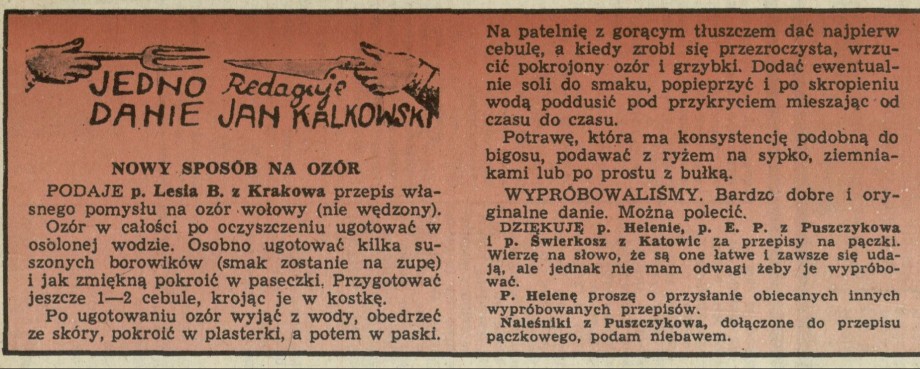 JEDNO Redaguje
DANIE JAN KALKOWSKI
NOWY SPOSÓB NA OZÓR
PODAJE p. Lesia B. z Krakowa przepis wła-
snego pomysłu na ozór wołowy (nie wędzony).
Ozór w całości po oczyszczeniu ugotować w
osolonej wodzie. Osobno ugotować kilka su-
szonych borowików (smak zostanie na zupę)
i jak zmiękną pokroić w paseczki. Przygotować
jeszcze 1—2 cebule, krojąc je w kostkę.
Po ugotowaniu ozór wyjąć z wody, obedrzeć
ze skóry, pokroić w plasterki, a potem w paski.
Na patelnię z gorącym tłuszczem dać najpierw
cebulę, a kiedy zrobi się przezroczysta, wrzu-
cić pokrojony ozór i grzybki. Dodać ewentual-
nie soli do smaku, popieprzyć i po skropieniu
wodą poddusić pod przykryciem mieszając od
czasu do czasu.
Potrawę, która ma konsystencję podobną do
bigosu, podawać z ryżem na sypko, ziemnia-
kami lub po prostu z bułką.
WYPRÓBOWALIŚMY. Bardzo dobre i ory-
ginalne danie. Można polecić.
DZIĘKUJĘ p. Helenie, p. E. P. z Puszczykowa
i p. Świerkosz z Katowic za przepisy na pączki.
Wierzę na słowo, że są one łatwe i zawsze się uda-
ją, ale jednak nie mam odwagi żeby je wypróbo-
wać.
P. Helenę proszę o przysłanie obiecanych innych
wypróbowanych przepisów.
Naleśniki z Puszczykowa, dołączone do przepisu
pączkowego, podam niebawem.